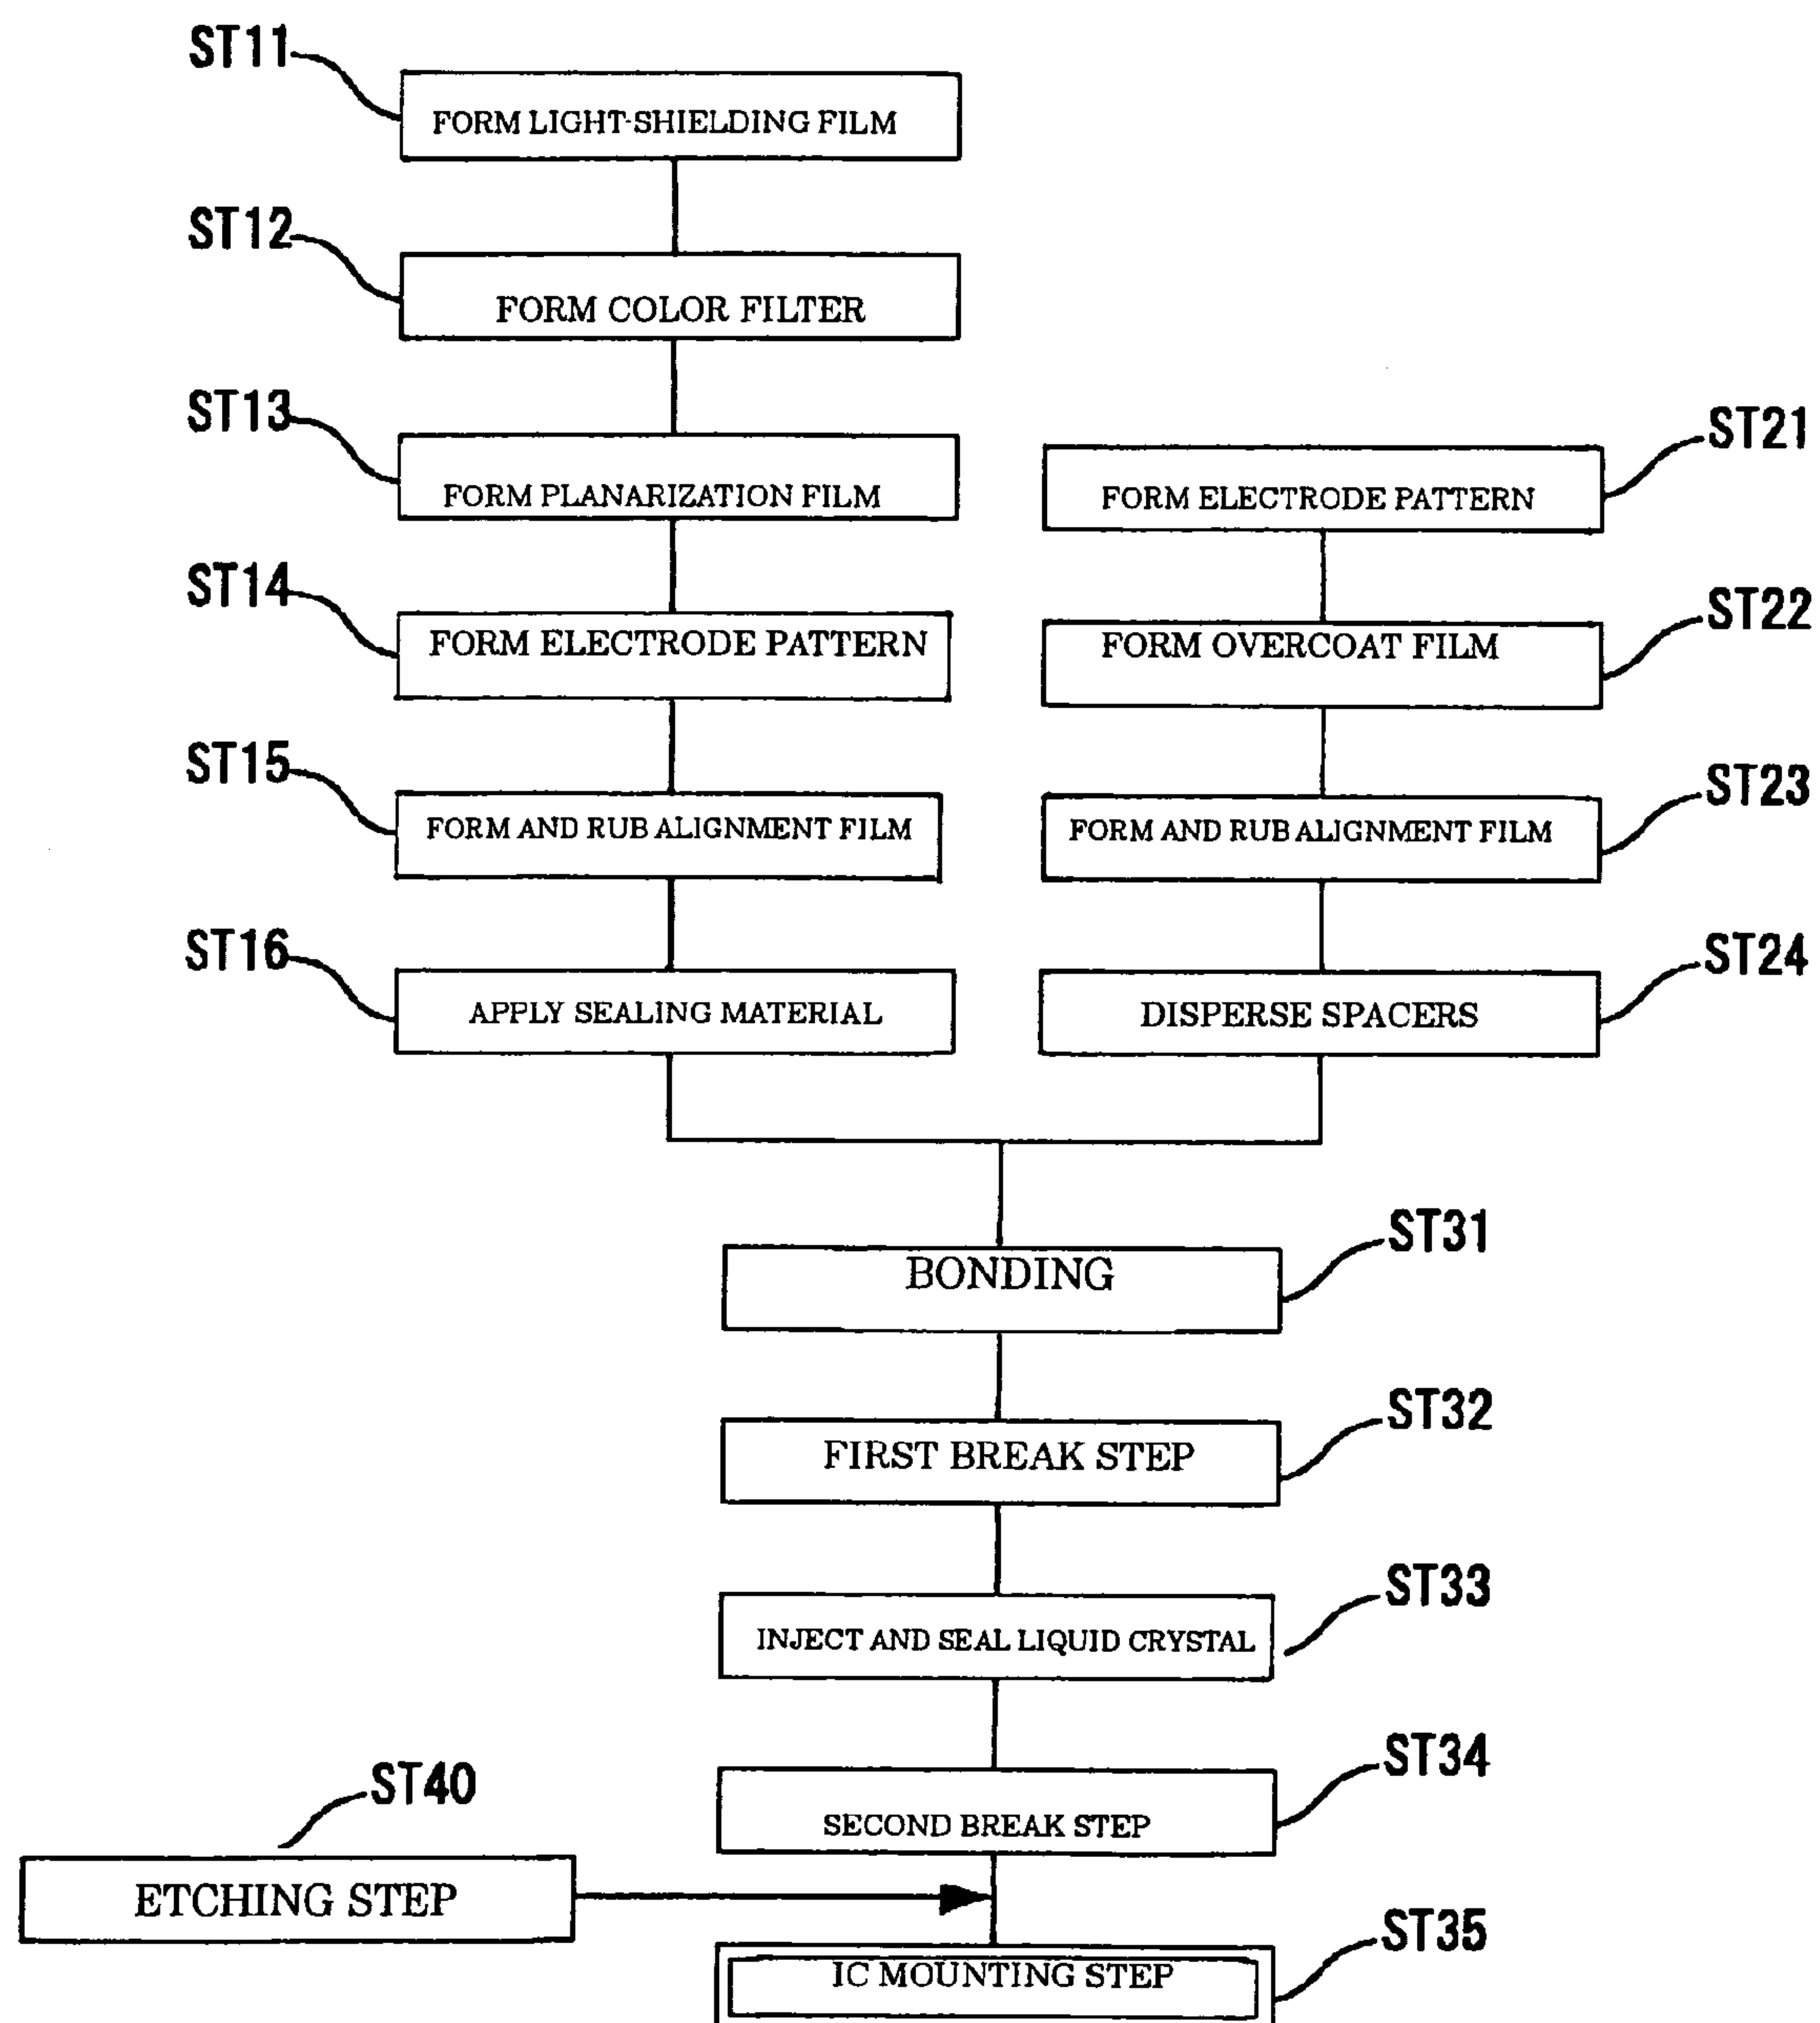 ST11
FORM LIGHT-SHIELDING FILM
ST12
FORM COLOR FILTER
ST13
FORM PLANARIZATION FILM
ST14
FORM ELECTRODE PATTERN
ST15
FORM AND RUB ALIGNMENT FILM
ST16
APPLY SEALING MATERIAL
ST21
FORM ELECTRODE PATTERN
ST22
FORM OVERCOAT FILM
ST23
FORM AND RUB ALIGNMENT FILM
ST24
DISPERSE SPACERS
ST31
BONDING
ST32
FIRST BREAK STEP
ST33
INJECT AND SEAL LIQUID CRYSTAL
ST34
SECOND BREAK STEP
ST40
ETCHING STEP
ST35
IC MOUNTING STEP